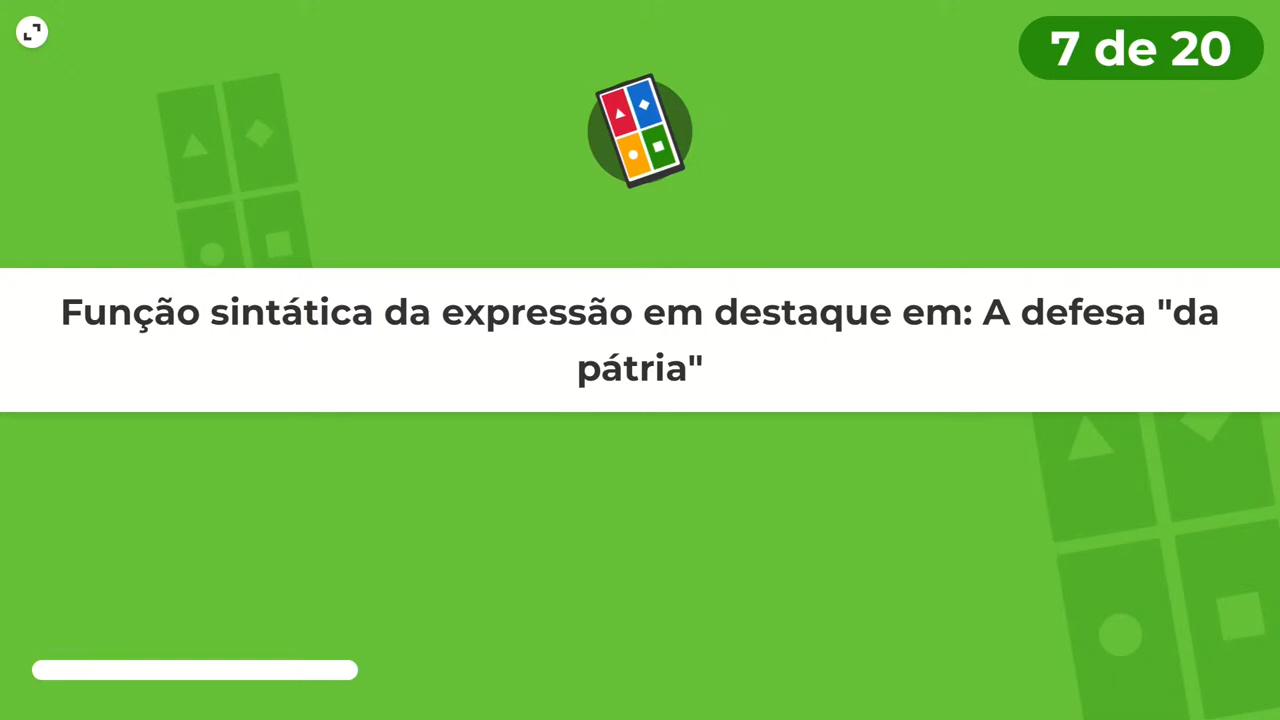 7 de 20
Função sintática da expressão em destaque em: A defesa "da
pátria"